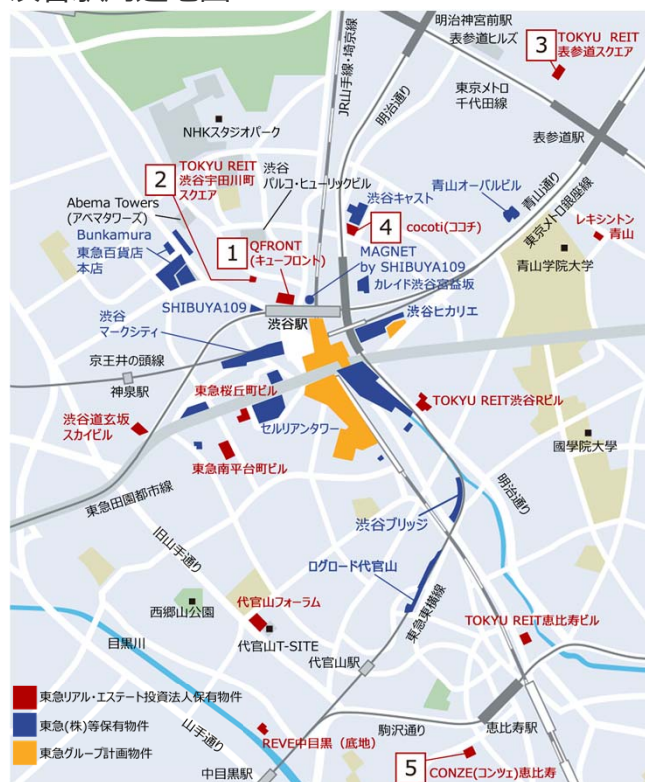 明治神宮前駅
表参道ヒルズ
3
TOKYU REIT
表参道スクエア
JR山手線・埼京線
明治通り
東京メトロ
千代田線
NHKスタジオパーク
表参道駅
2
TOKYU REIT
渋谷宇田川町
スクエア
渋谷
パルコ・ヒューリックビル
渋谷キャスト
青山オーバルビル
青山通り
東京メトロ銀座線
Abema Towers
(アベマタワーズ)
4
cocoti(ココチ)
レキシントン
青山
Bunkamura
東急百貨店
本店
1
QFRONT
(キューフロント)
MAGNET
by SHIBUYA109
カレイド渋谷宮益坂
青山学院大学
SHIBUYA109
渋谷駅
渋谷ヒカリエ
渋谷
マークシティ
京王井の頭線
神泉駅
東急桜丘町ビル
TOKYU REIT渋谷Rビル
渋谷道玄坂
スカイビル
セルリアンタワー
國學院大學
東急南平台町ビル
明治通り
東急田園都市線
渋谷ブリッジ
旧山手通り
ログロード代官山
西郷山公園
代官山フォーラム
東急東横線
TOKYU REIT恵比寿ビル
目黒川
代官山T-SITE
代官山駅
東急リアル・エステート投資法人保有物件
東急(株)等保有物件
東急グループ計画物件
山手通り
駒沢通り
恵比寿駅
REVE中目黒（底地）
5
CONZE(コンツェ)恵比寿
中目黒駅